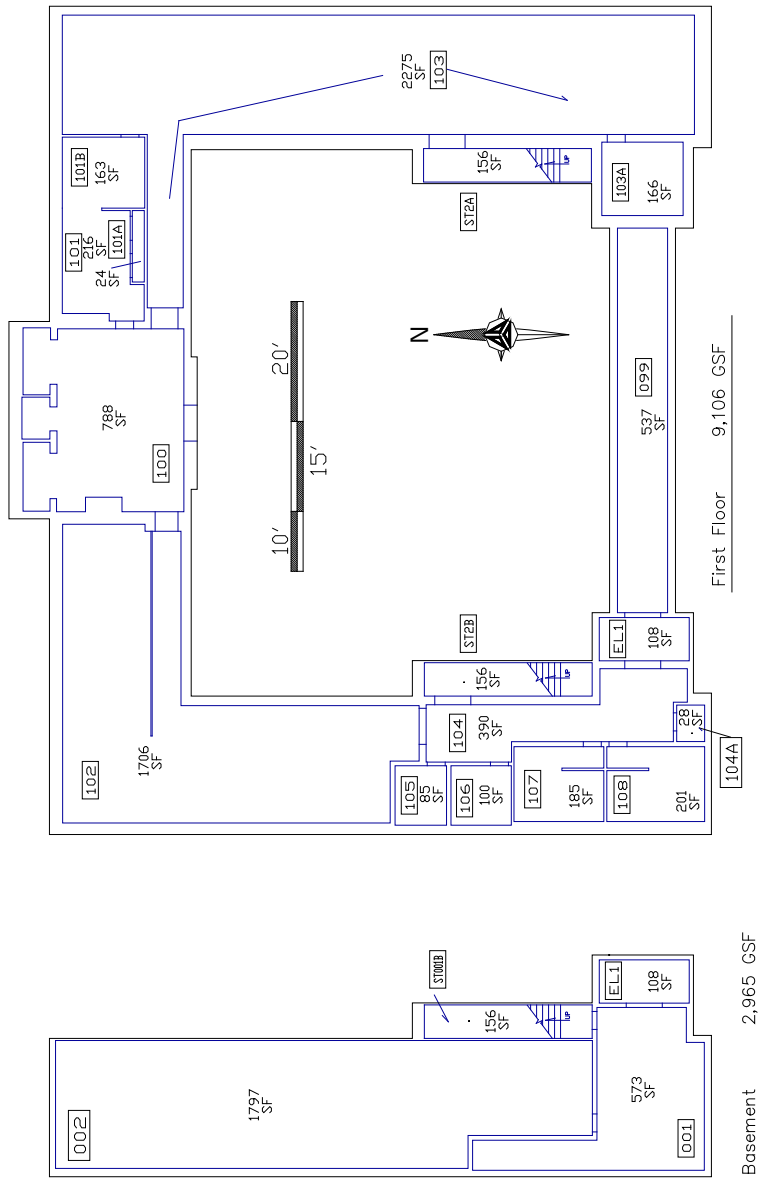 101B
163
SF
101
216
SF
101A
24
SF
2275
SF
103
156
SF
UP
ST2A
103A
166
SF
788
SF
100
20'
15'
10'
N
099
537
SF
First Floor 9,106 GSF
102
1706
SF
ST2B
156
SF
UP
EL1
108
SF
104
390
SF
28
SF
104A
105
85
SF
106
100
SF
107
185
SF
108
201
SF
002
1797
SF
ST001B
156
SF
UP
EL1
108
SF
573
SF
001
Basement 2,965 GSF